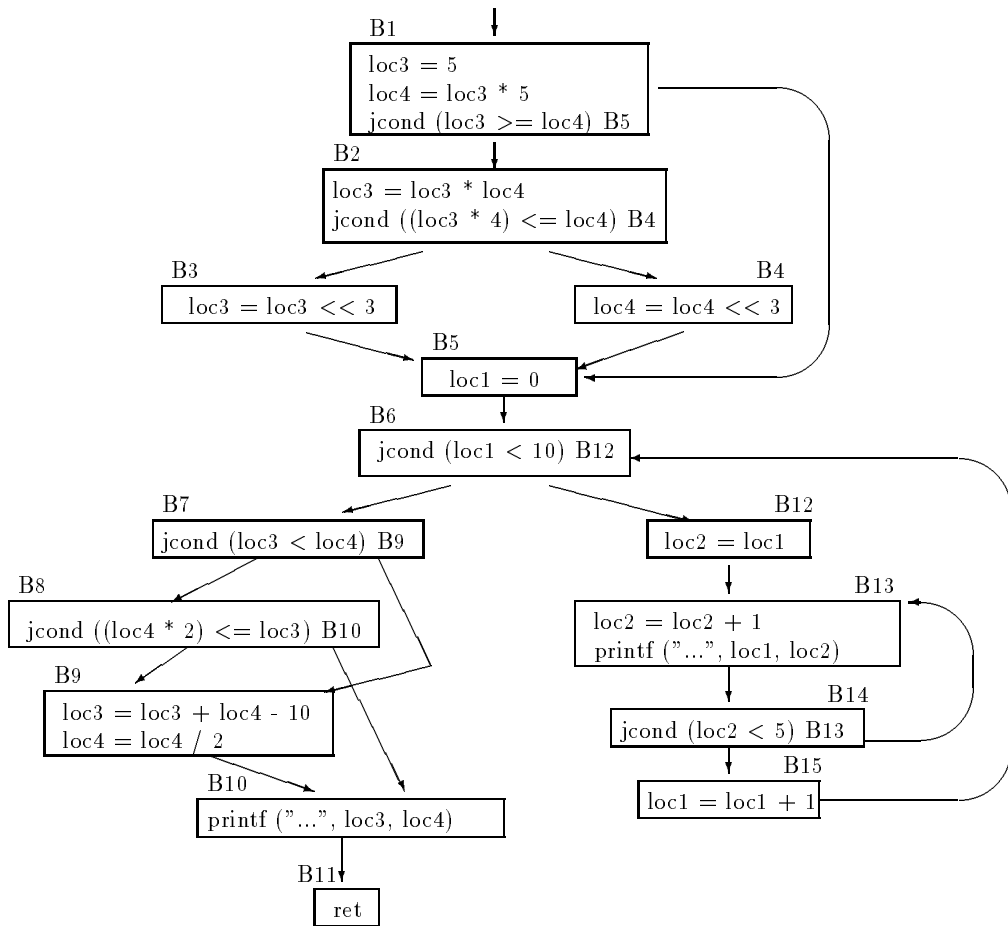 B1
loc3 = 5
loc4 = loc3 * 5
jcond (loc3 >= loc4) B5
B2
loc3 = loc3 * loc4
jcond ((loc3 * 4) <= loc4) B4
B3
loc3 = loc3 << 3
B4
loc4 = loc4 << 3
B5
loc1 = 0
B6
jcond (loc1 < 10) B12
B7
jcond (loc3 < loc4) B9
B12
loc2 = loc1
B8
jcond ((loc4 * 2) <= loc3) B10
B13
loc2 = loc2 + 1
printf ("...", loc1, loc2)
B9
loc3 = loc3 + loc4 - 10
loc4 = loc4 / 2
B14
jcond (loc2 < 5) B13
B15
loc1 = loc1 + 1
B10
printf ("...", loc3, loc4)
B11
ret